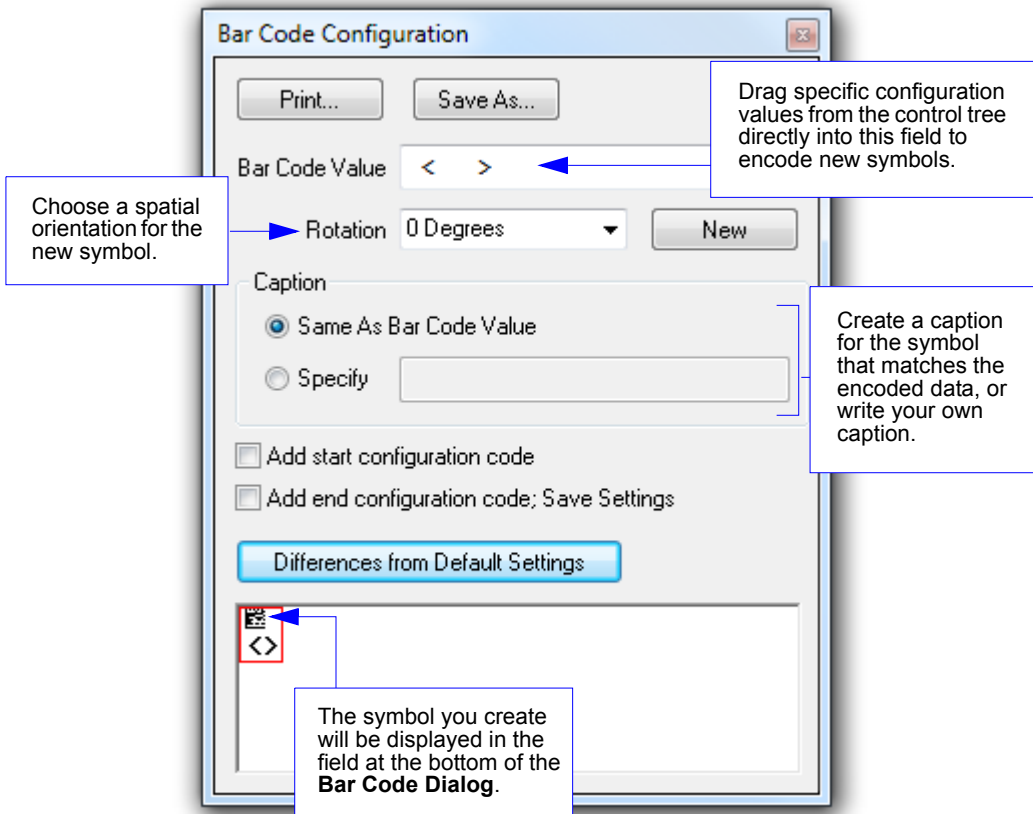 Bar Code Configuration
Print...
Save As...
Drag specific configuration
values from the control tree
directly into this field to
encode new symbols.
Bar Code Value
< >
Choose a spatial
orientation for the
new symbol.
Rotation
0 Degrees
New
Caption
Same As Bar Code Value
Specify
Create a caption
for the symbol
that matches the
encoded data, or
write your own
caption.
Add start configuration code
Add end configuration code; Save Settings
Differences from Default Settings
<>
The symbol you create
will be displayed in the
field at the bottom of the
Bar Code Dialog.